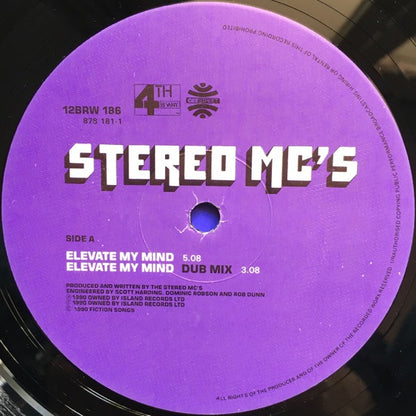 12BRW 186
875 181-1
4TH
B'WAY
GEE STREET
STEREO MC'S
SIDE A
ELEVATE MY MIND 5.08
ELEVATE MY MIND DUB MIX 3.08
PRODUCED AND WRITTEN BY THE STEREO MC'S
ENGINEERED BY SCOTT HARDING, DOMINIC ROBSON AND ROB DUNN
℗ 1990 OWNED BY ISLAND RECORDS LTD
© 1990 OWNED BY ISLAND RECORDS LTD
© 1990 FICTION SONGS
ALL RIGHTS OF THE PRODUCER AND OF THE OWNER OF THE RECORDED WORK RESERVED. UNAUTHORISED COPYING PUBLIC PERFORMANCE BROADCASTING HIRING OR RENTAL OF THIS RECORDING PROHIBITED